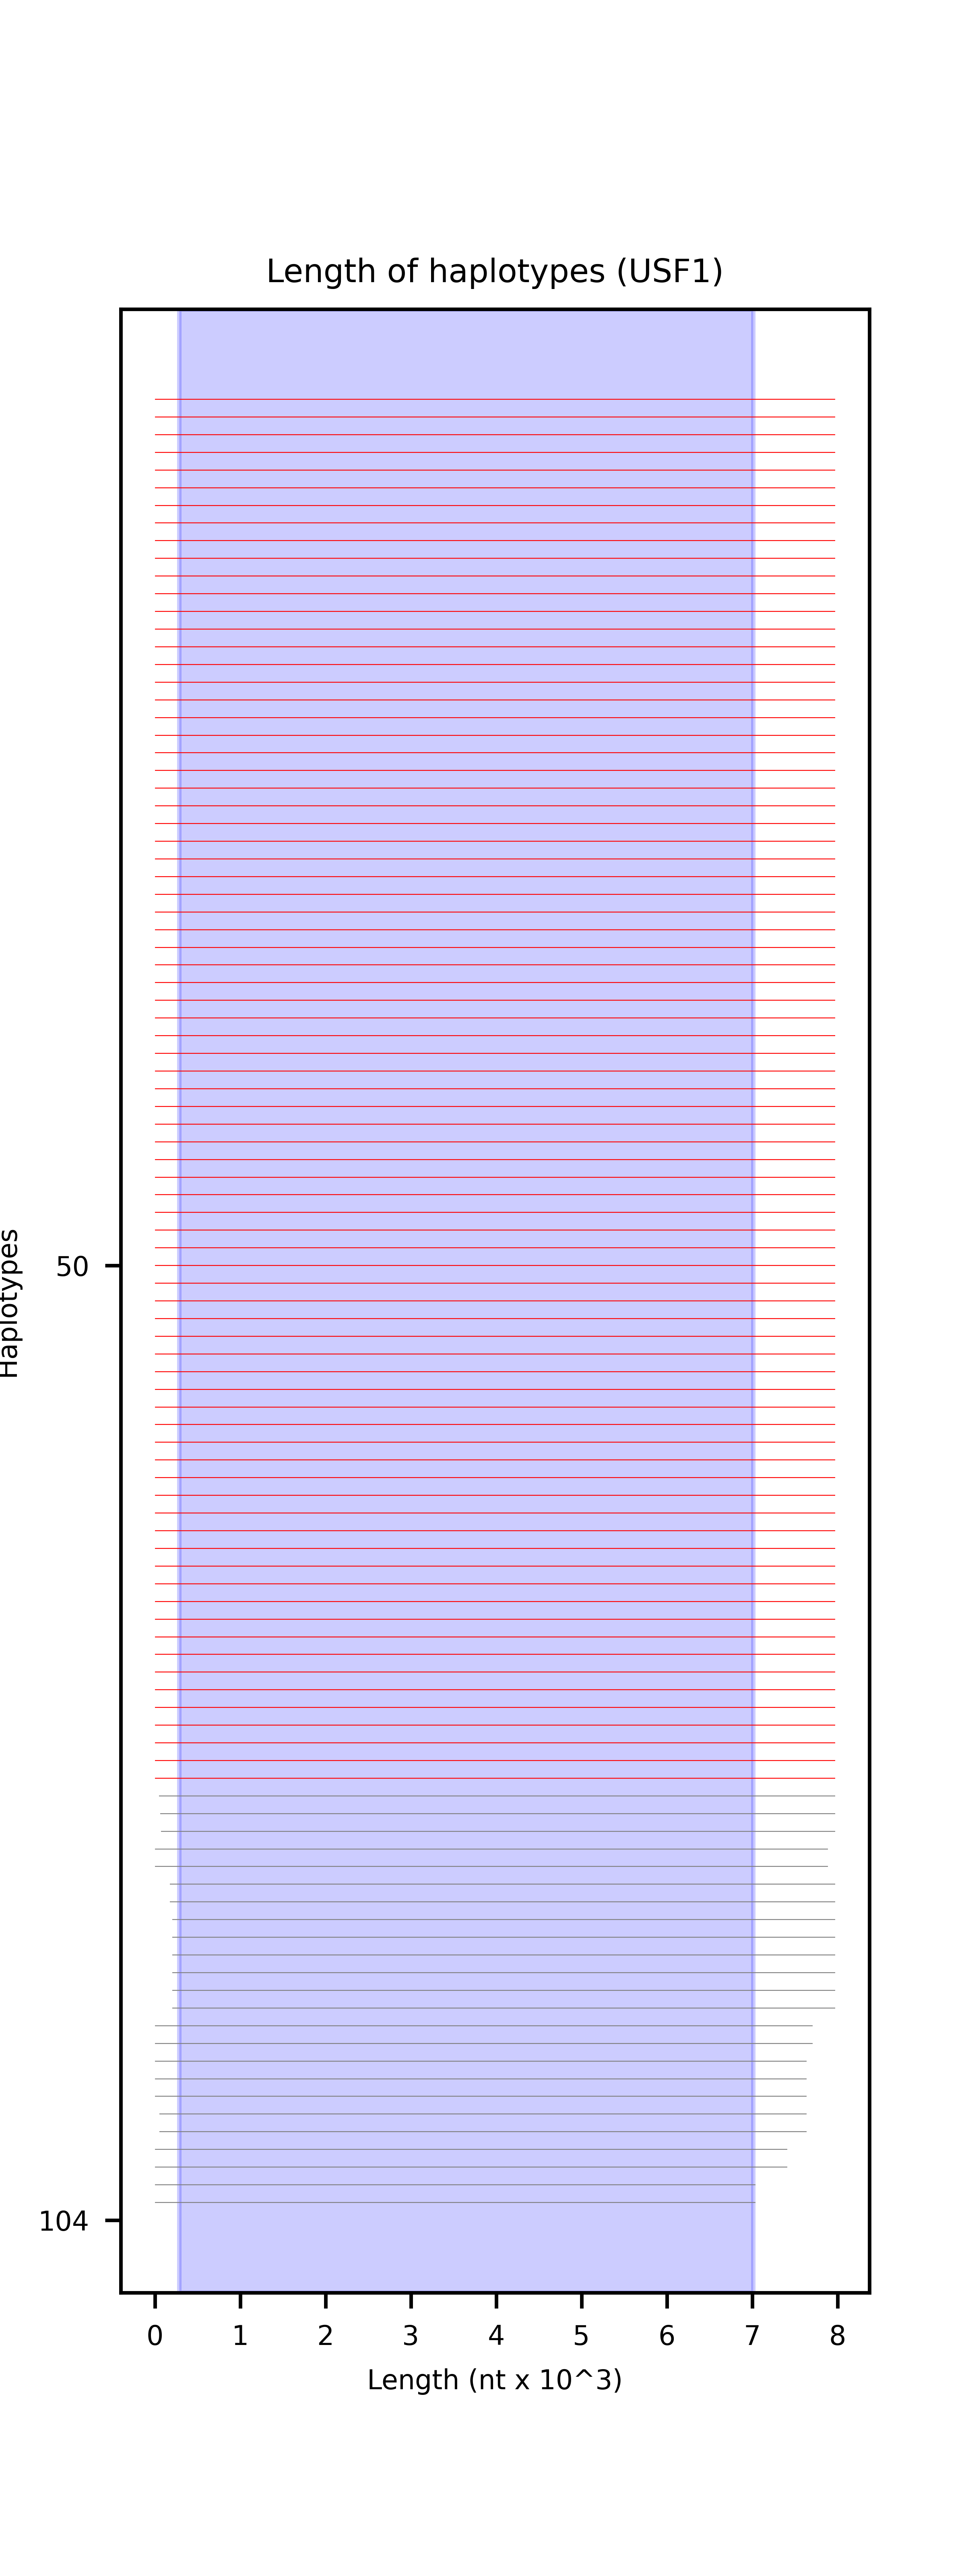 Length of haplotypes (USF1)
Haplotypes
50
104
0 1 2 3 4 5 6 7 8
Length (nt x 10^3)